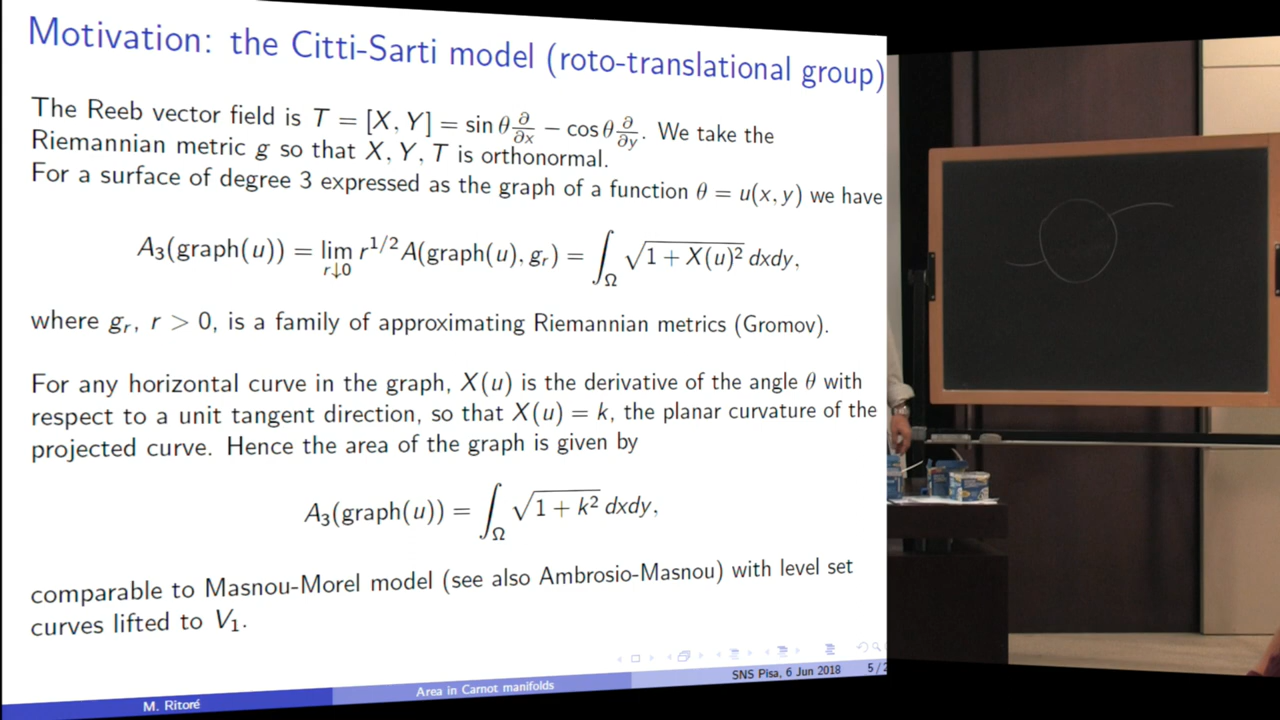 Motivation: the Citti-Sarti model (roto-translational group)
The Reeb vector field is T = [X, Y] = sin θ ∂/∂x − cos θ ∂/∂y. We take the
Riemannian metric g so that X, Y, T is orthonormal.
For a surface of degree 3 expressed as the graph of a function θ = u(x, y) we have
A₃(graph(u)) = lim_{r↓0} r^{1/2} A(graph(u), g_r) = ∫_Ω √(1 + X(u)²) dxdy,
where g_r, r > 0, is a family of approximating Riemannian metrics (Gromov).
For any horizontal curve in the graph, X(u) is the derivative of the angle θ with
respect to a unit tangent direction, so that X(u) = k, the planar curvature of the
projected curve. Hence the area of the graph is given by
A₃(graph(u)) = ∫_Ω √(1 + k²) dxdy,
comparable to Masnou-Morel model (see also Ambrosio-Masnou) with level set
curves lifted to V₁.
SNS Pisa, 6 Jun 2018 5 / 2
M. Ritoré Area in Carnot manifolds